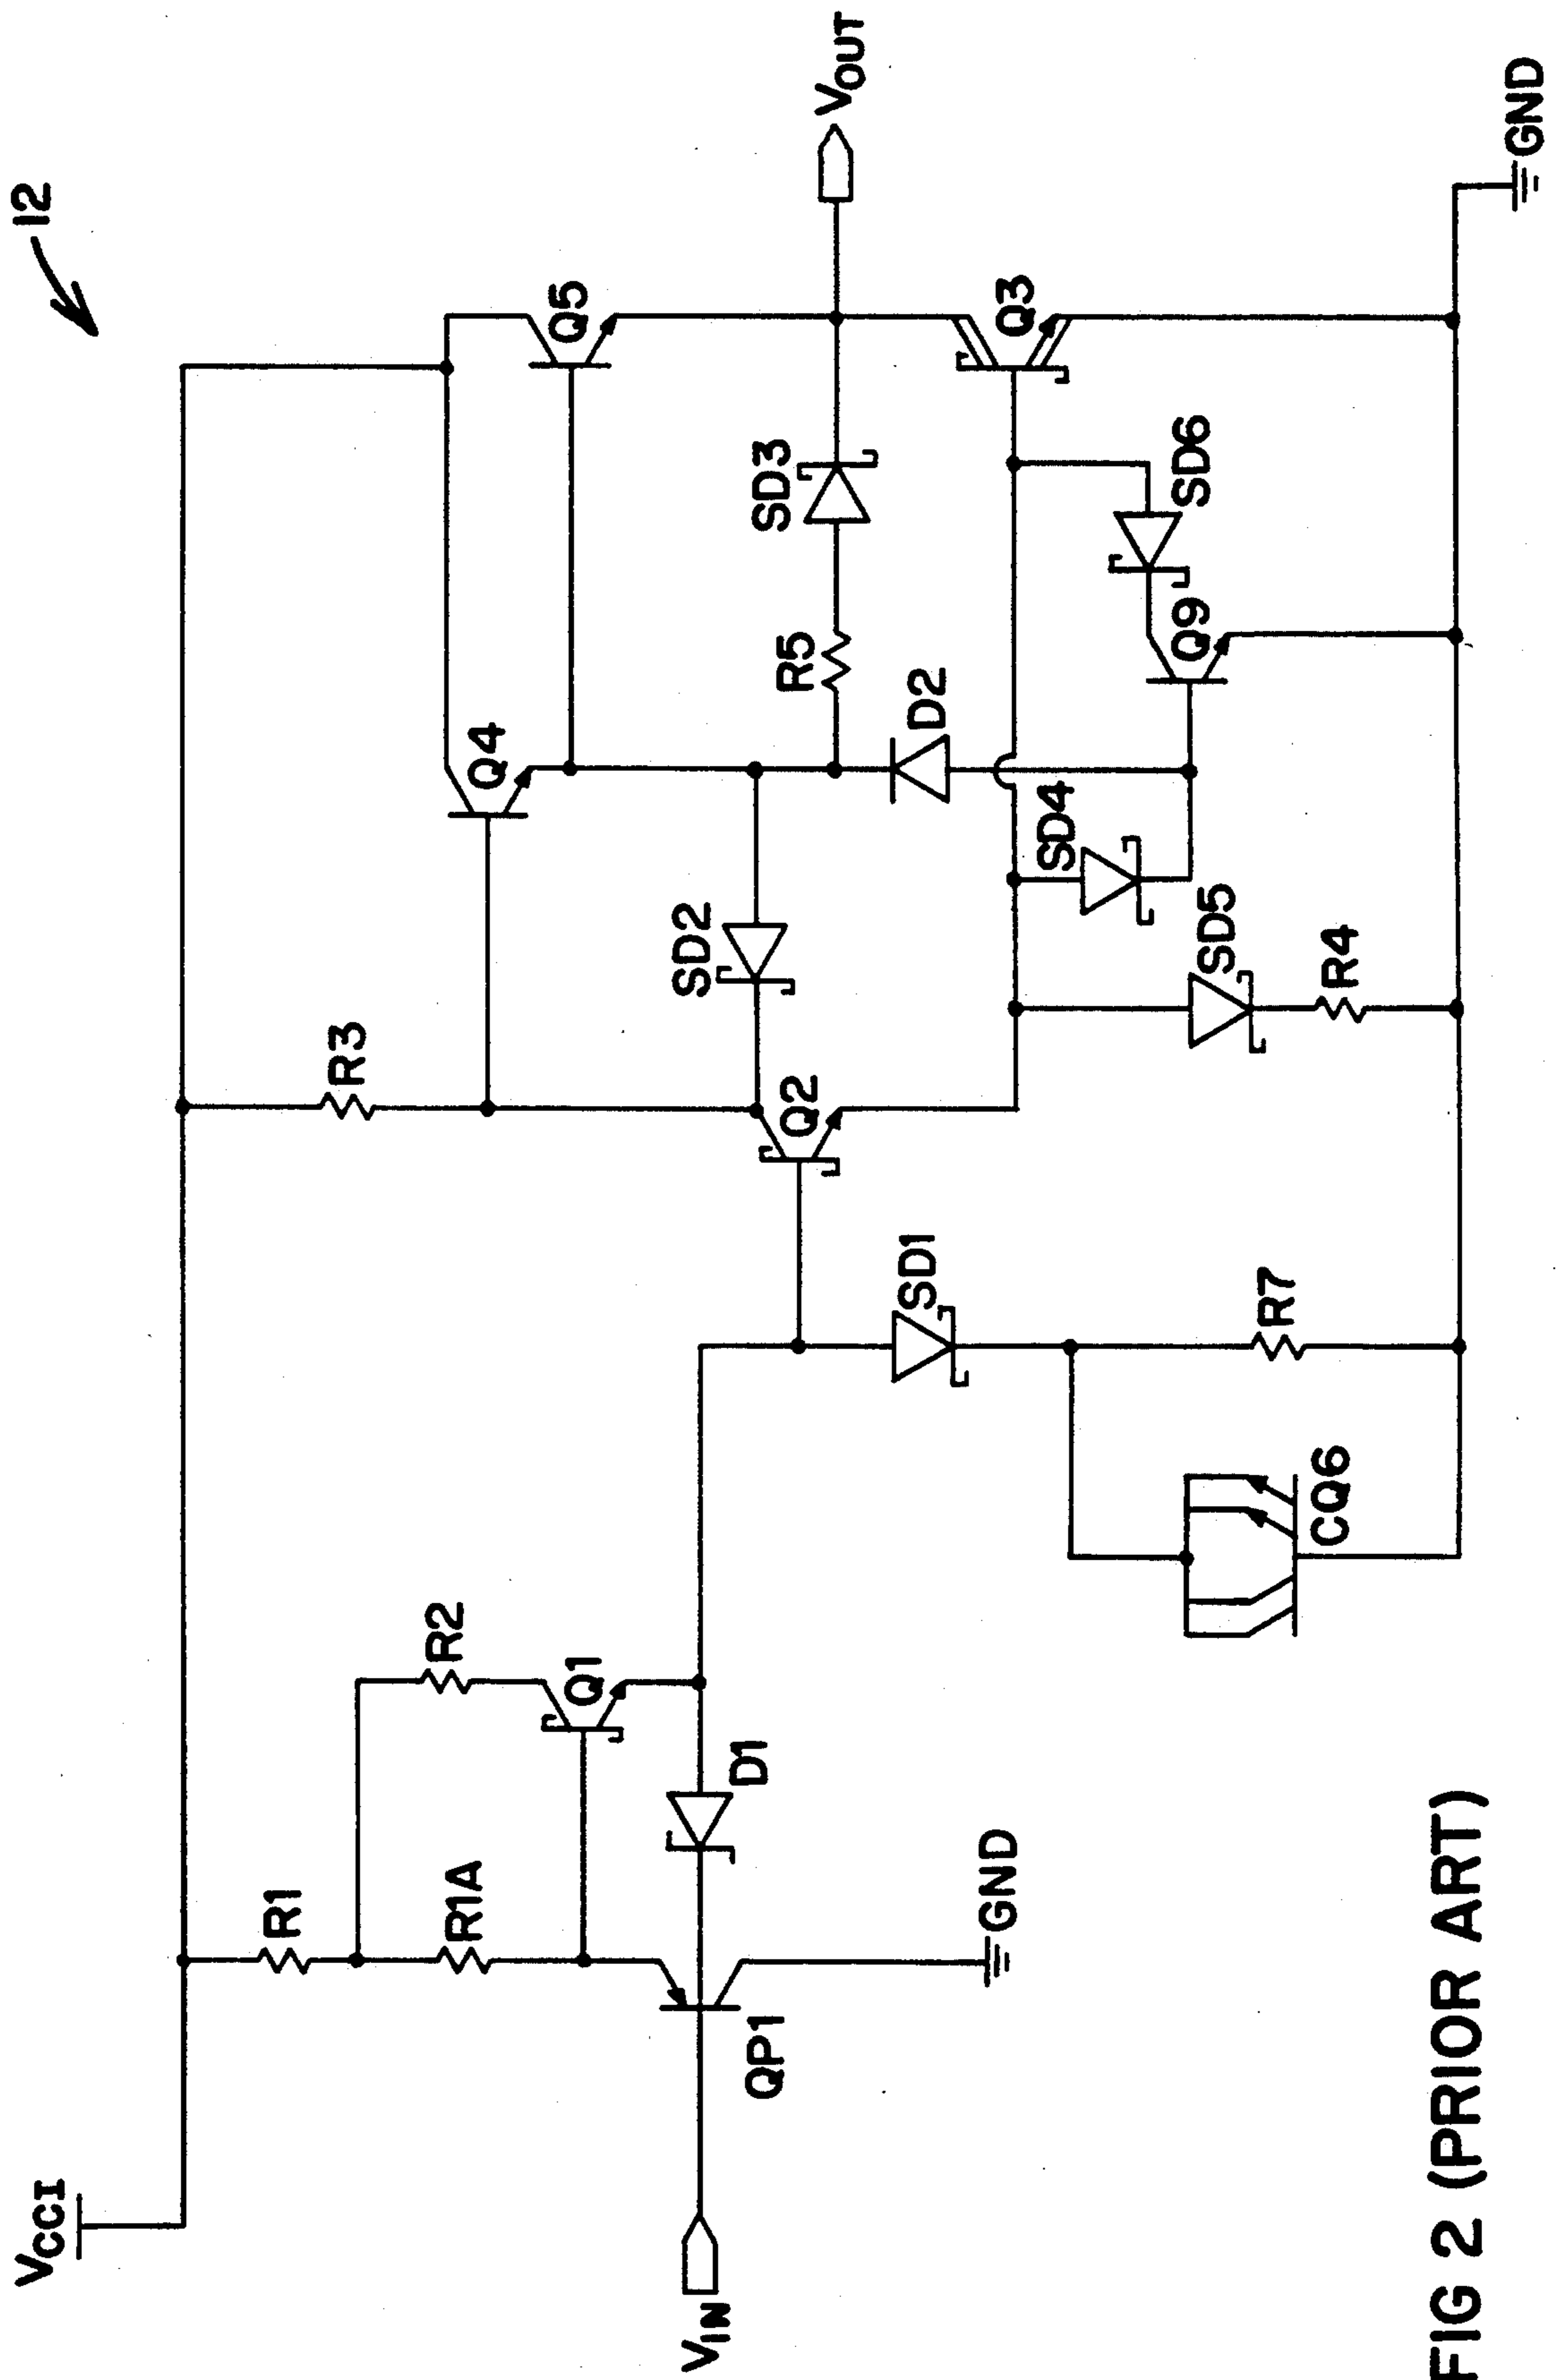 12
VCCI
R1
R1A
R2
Q1
QP1
D1
GND
VIN
R3
Q4
Q5
VOUT
SD2
SD3
R5
Q2
D2
Q3
SD1
SD4
SD5
SD6
Q9
R4
R7
CQ6
GND
FIG 2 (PRIOR ART)